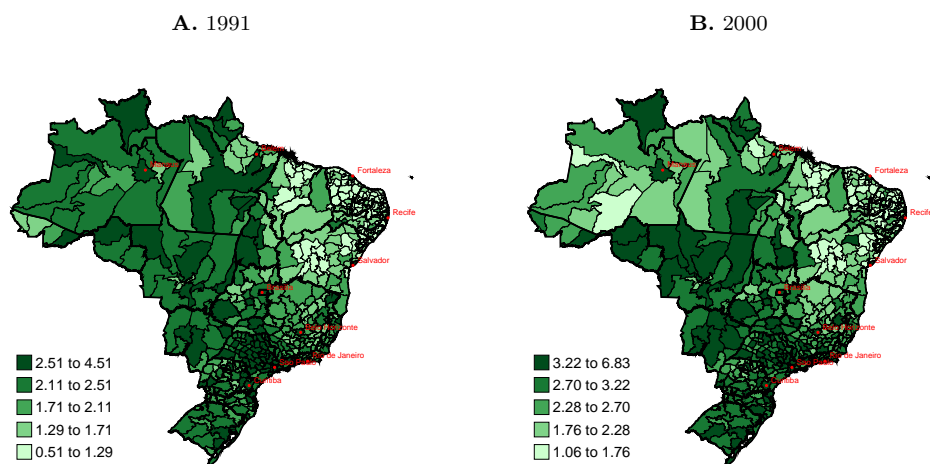 A. 1991
Fortaleza
Recife
Salvador
Rio de Janeiro
Curitiba
2.51 to 4.51
2.11 to 2.51
1.71 to 2.11
1.29 to 1.71
0.51 to 1.29
B. 2000
Fortaleza
Recife
Salvador
Curitiba
3.22 to 6.83
2.70 to 3.22
2.28 to 2.70
1.76 to 2.28
1.06 to 1.76